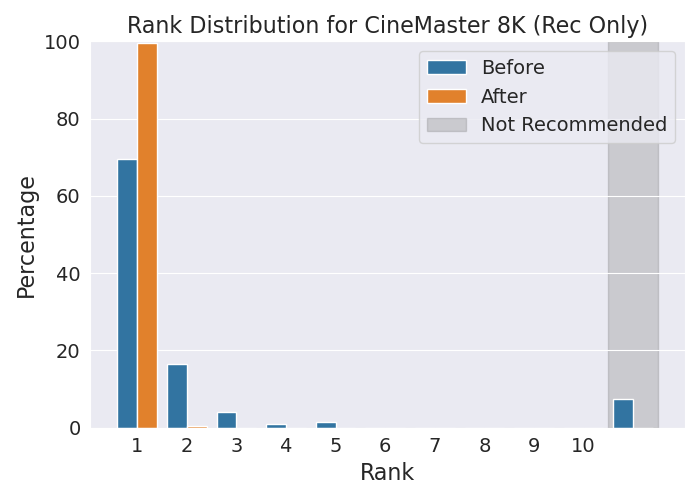 Rank Distribution for CineMaster 8K (Rec Only)
100
80
60
40
20
0
Percentage
Before
After
Not Recommended
1 2 3 4 5 6 7 8 9 10
Rank